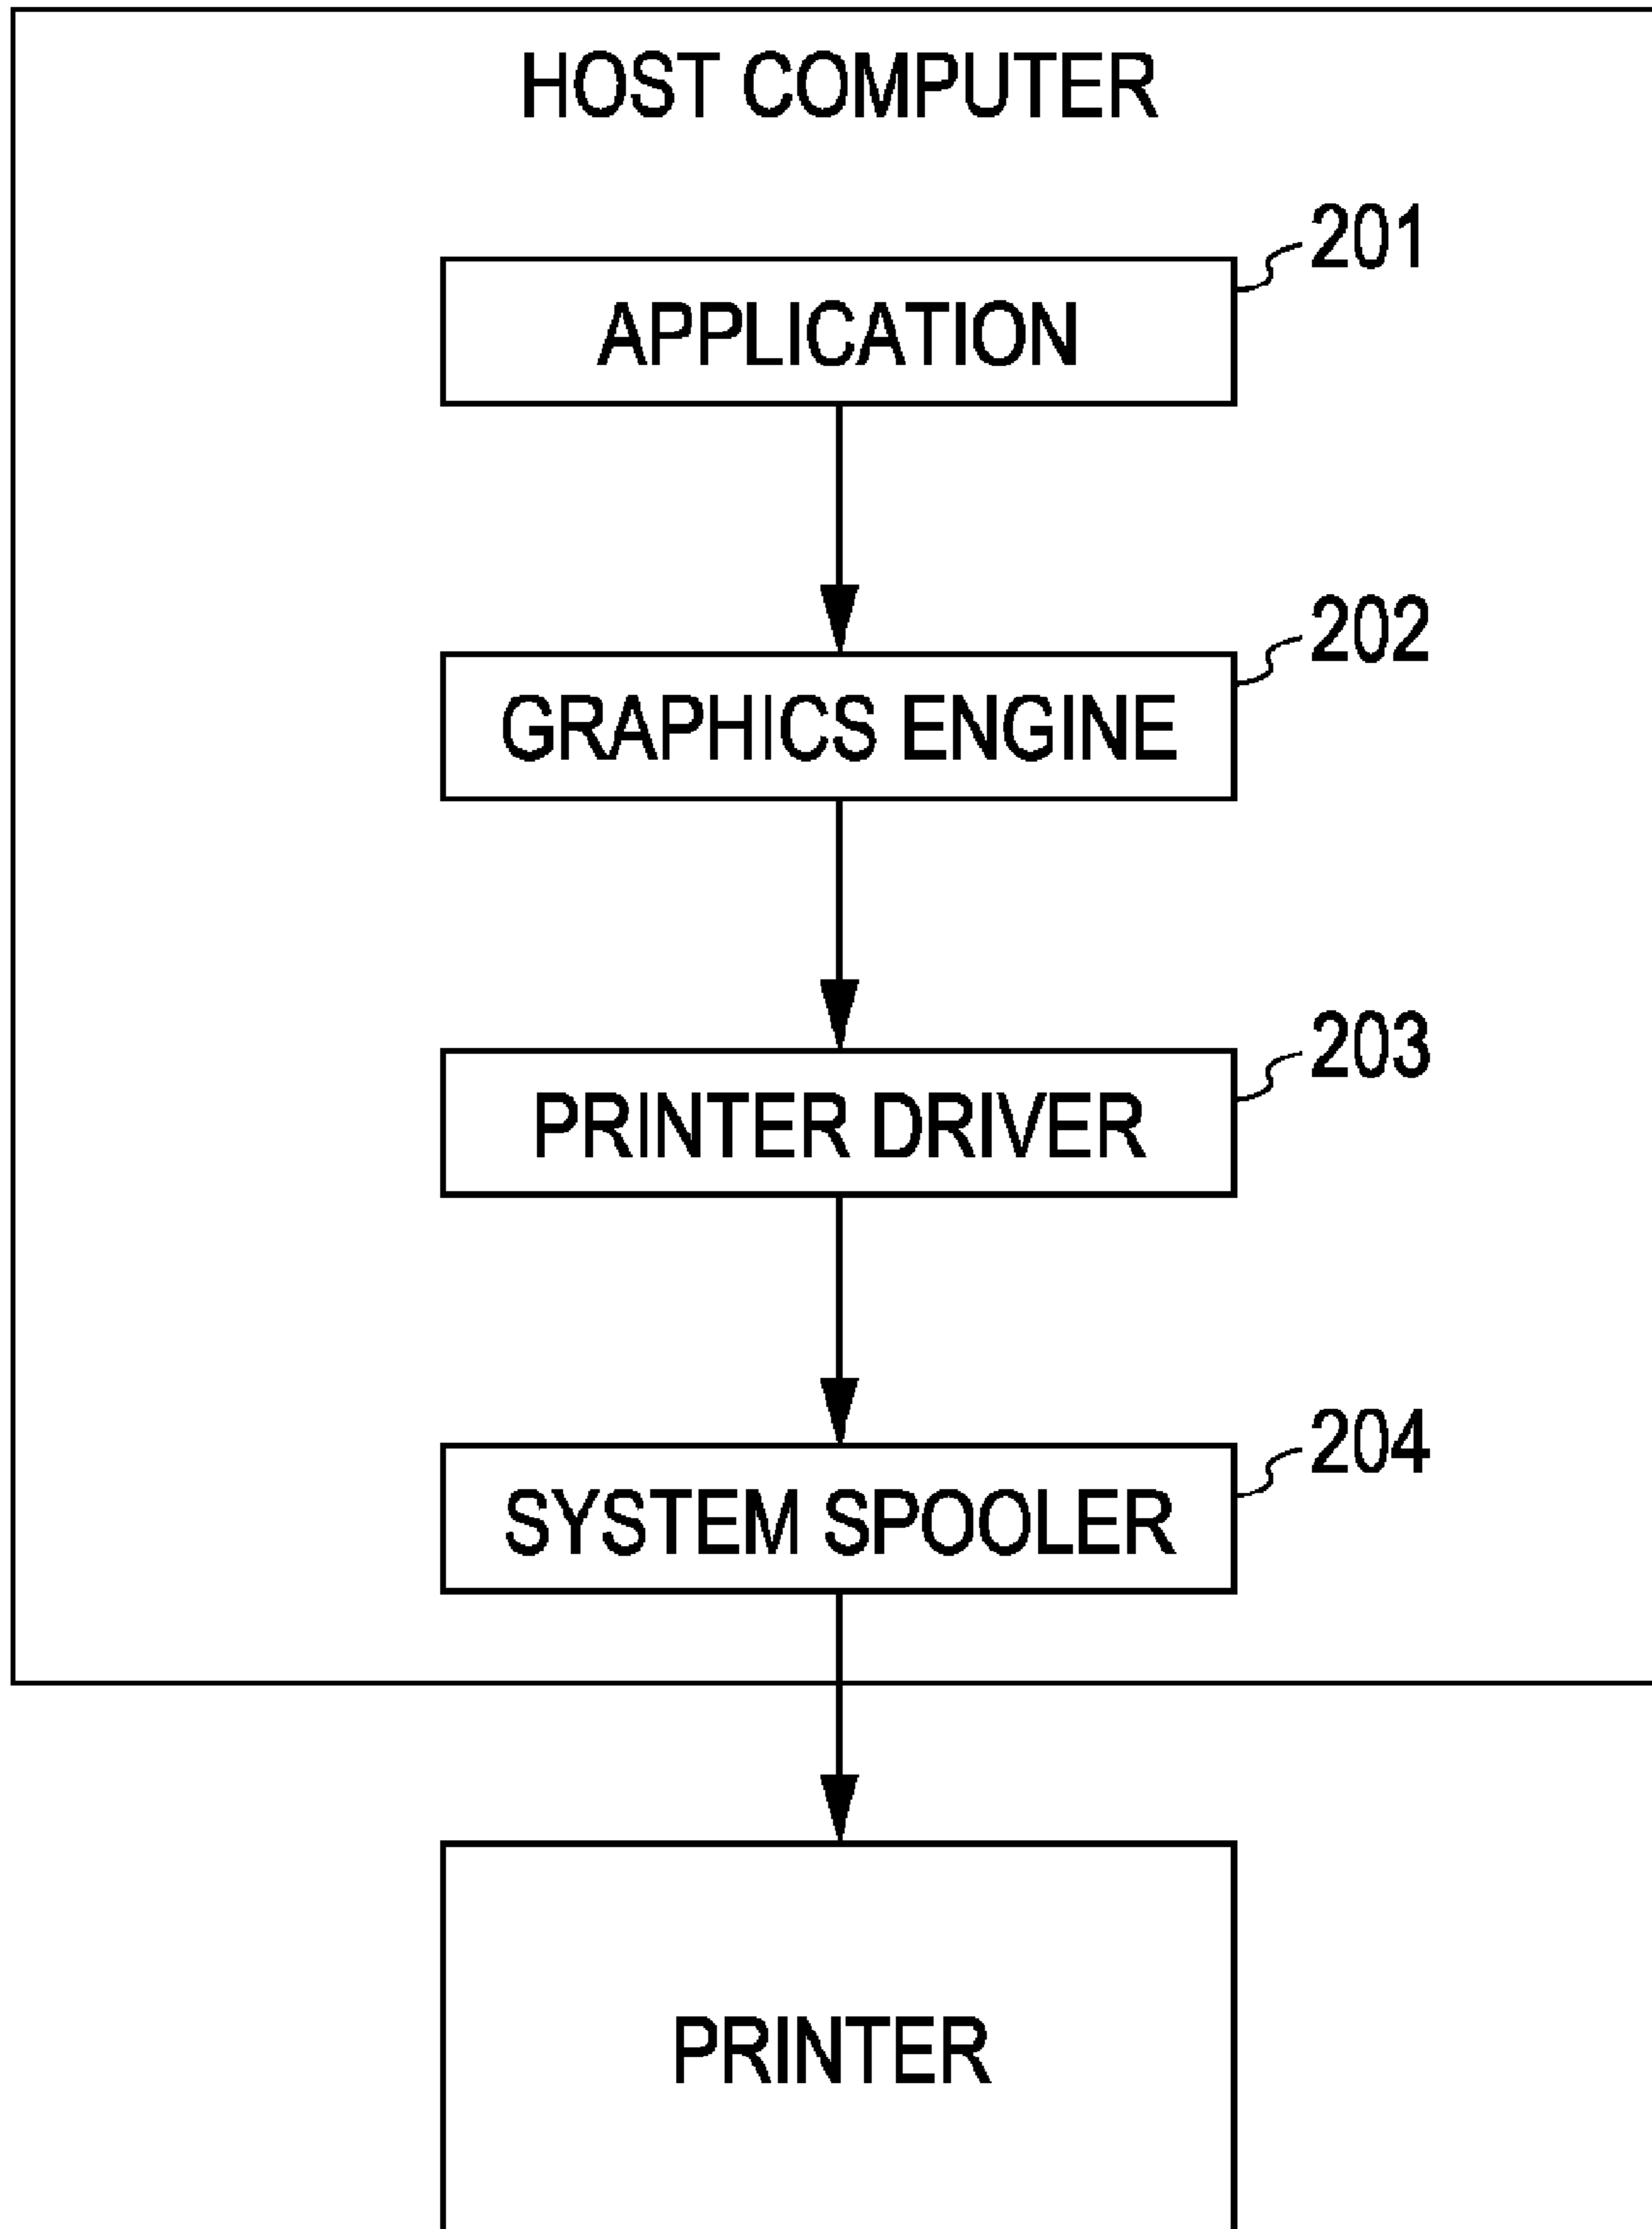 HOST COMPUTER
201
APPLICATION
202
GRAPHICS ENGINE
203
PRINTER DRIVER
204
SYSTEM SPOOLER
PRINTER